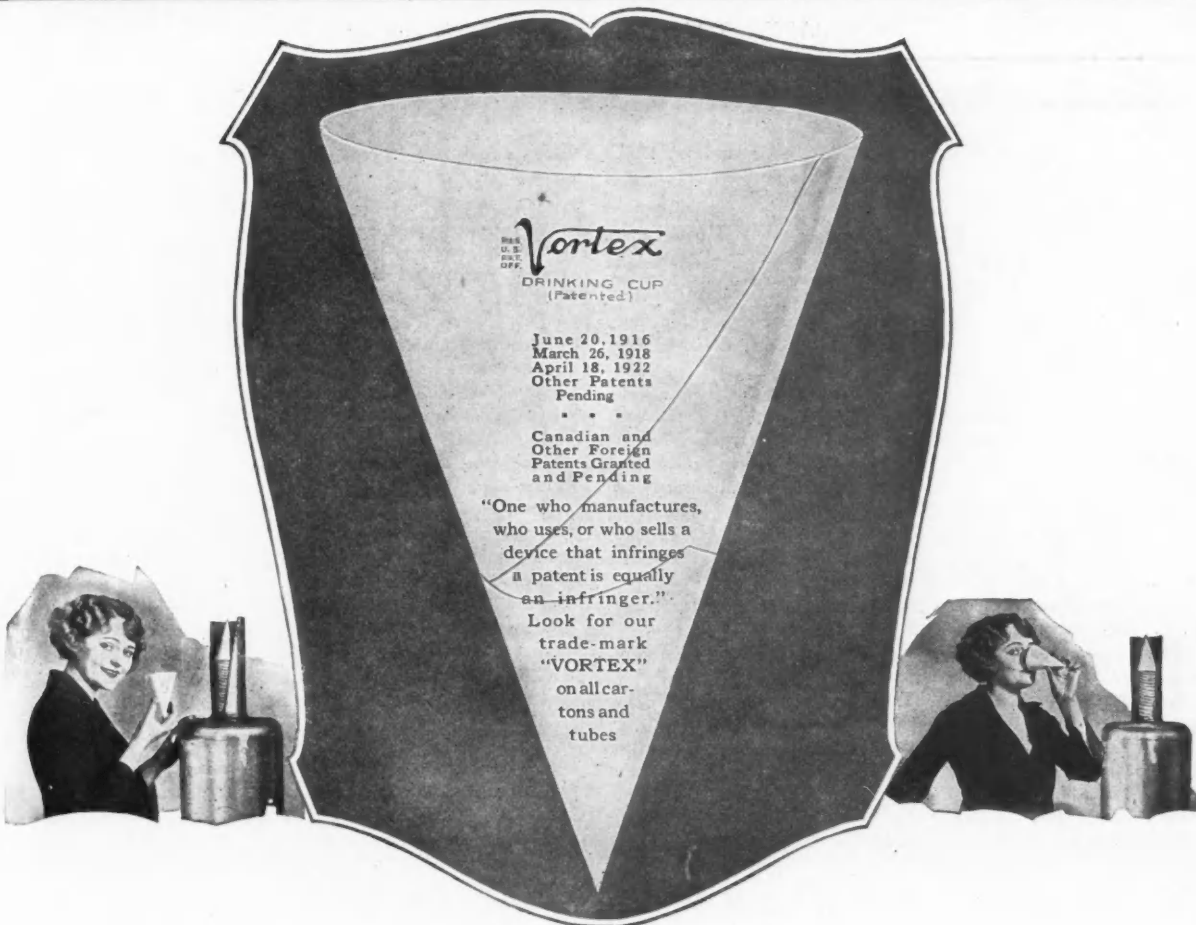 REG.
U. S.
PAT.
OFF.
Vortex
DRINKING CUP
(Patented)
June 20, 1916
March 26, 1918
April 18, 1922
Other Patents
Pending
* * *
Canadian and
Other Foreign
Patents Granted
and Pending
"One who manufactures,
who uses, or who sells a
device that infringes
a patent is equally
an infringer."
Look for our
trade-mark
"VORTEX"
on all car-
tons and
tubes